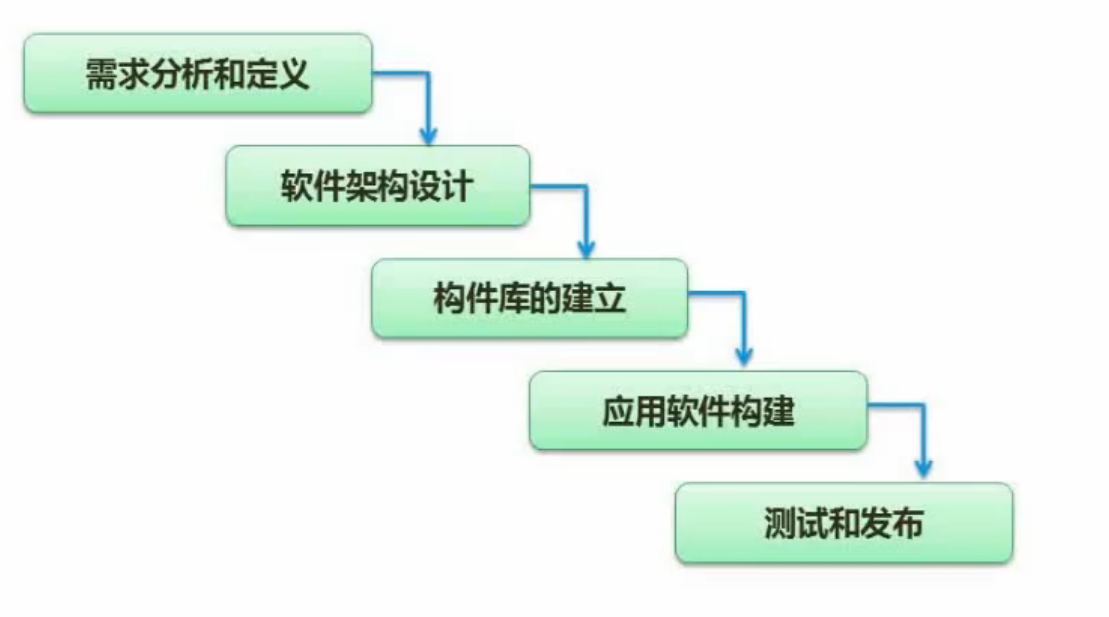 需求分析和定义
软件架构设计
构件库的建立
应用软件构建
测试和发布